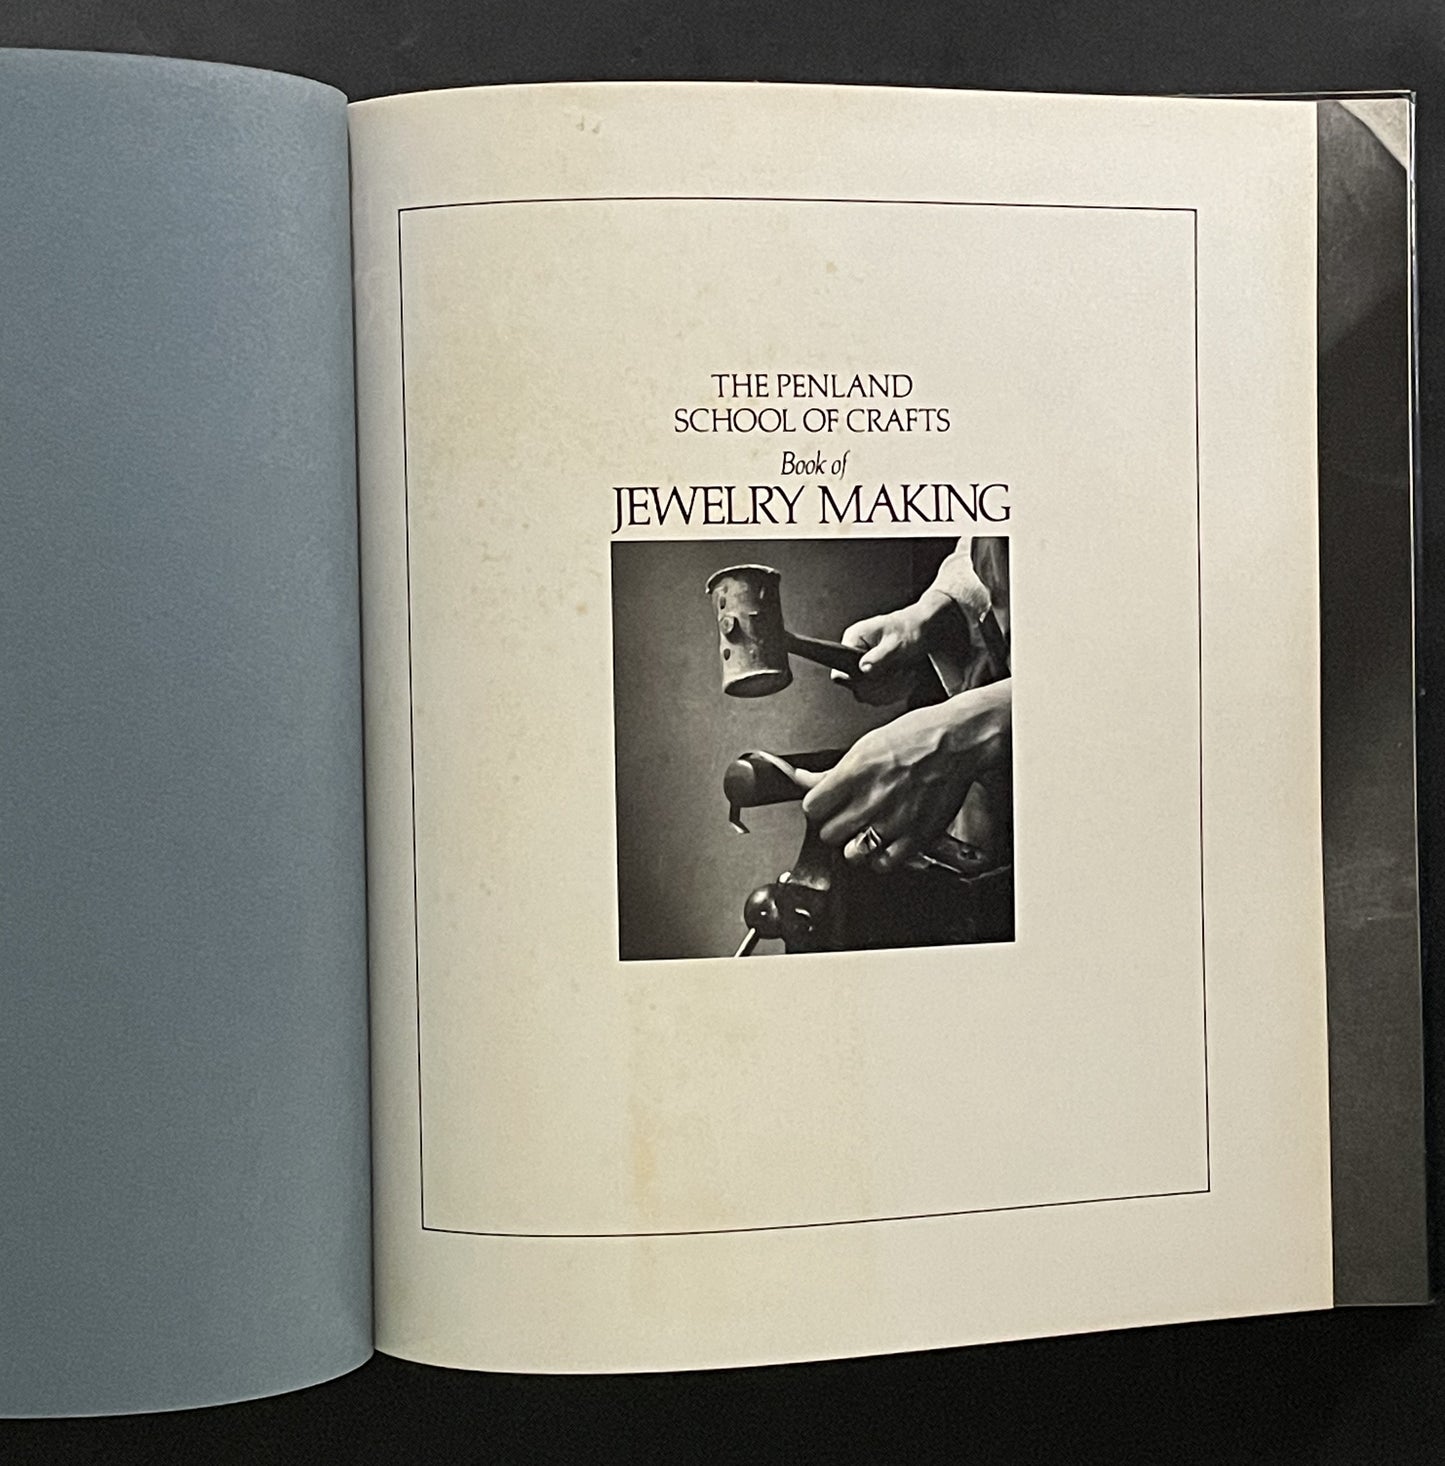 THE PENLAND
SCHOOL OF CRAFTS
Book of
JEWELRY MAKING